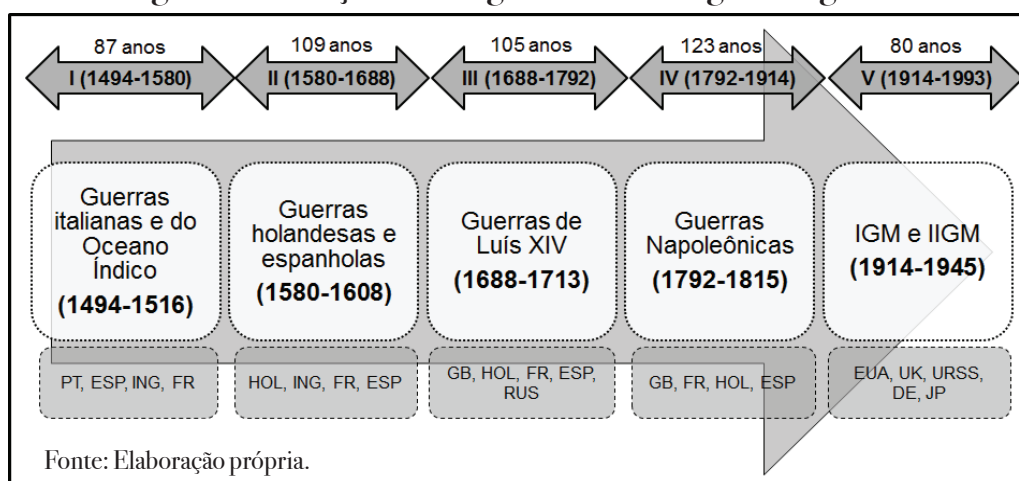 87 anos
109 anos
105 anos
123 anos
80 anos
I (1494-1580)
II (1580-1688)
III (1688-1792)
IV (1792-1914)
V (1914-1993)
Guerras
italianas e do
Oceano
Índico
(1494-1516)
Guerras
holandesas e
espanholas
(1580-1608)
Guerras de
Luís XIV
(1688-1713)
Guerras
Napoleônicas
(1792-1815)
IGM e IIGM
(1914-1945)
PT, ESP, ING, FR
HOL, ING, FR, ESP
GB, HOL, FR, ESP,
RUS
GB, FR, HOL, ESP
EUA, UK, URSS,
DE, JP
Fonte: Elaboração própria.